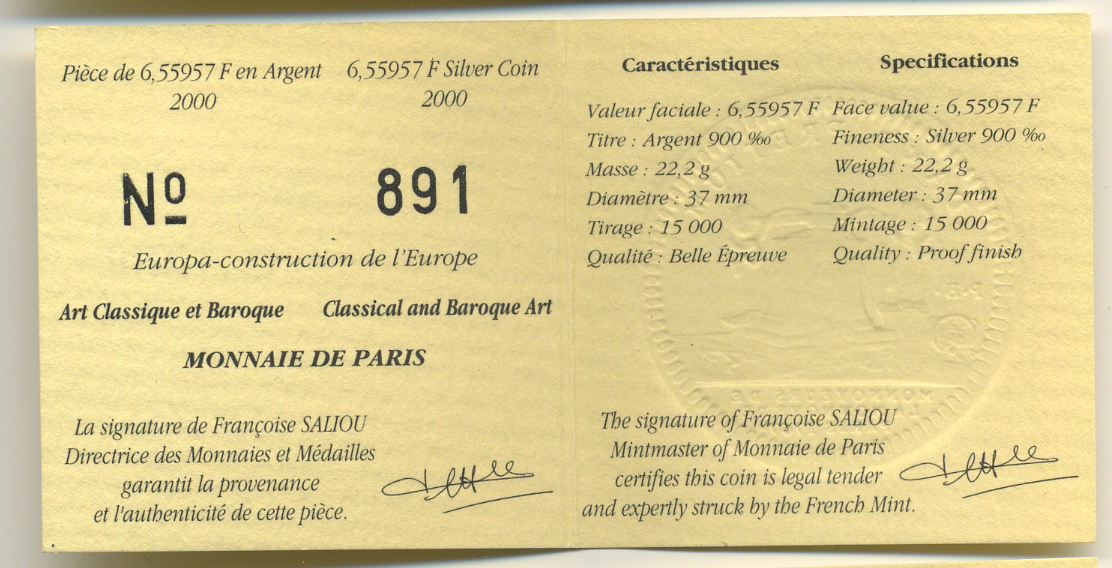 Pièce de 6,55957 F en Argent
2000
6,55957 F Silver Coin
2000
Nº 891
Europa-construction de l'Europe
Art Classique et Baroque
Classical and Baroque Art
MONNAIE DE PARIS
La signature de Françoise SALIOU
Directrice des Monnaies et Médailles
garantit la provenance
et l'authenticité de cette pièce.
Caractéristiques
Valeur faciale : 6,55957 F
Titre : Argent 900 ‰
Masse : 22,2 g
Diamètre : 37 mm
Tirage : 15 000
Qualité : Belle Épreuve
Specifications
Face value : 6,55957 F
Fineness : Silver 900 ‰
Weight : 22,2 g
Diameter : 37 mm
Mintage : 15 000
Quality : Proof finish
The signature of Françoise SALIOU
Mintmaster of Monnaie de Paris
certifies this coin is legal tender
and expertly struck by the French Mint.